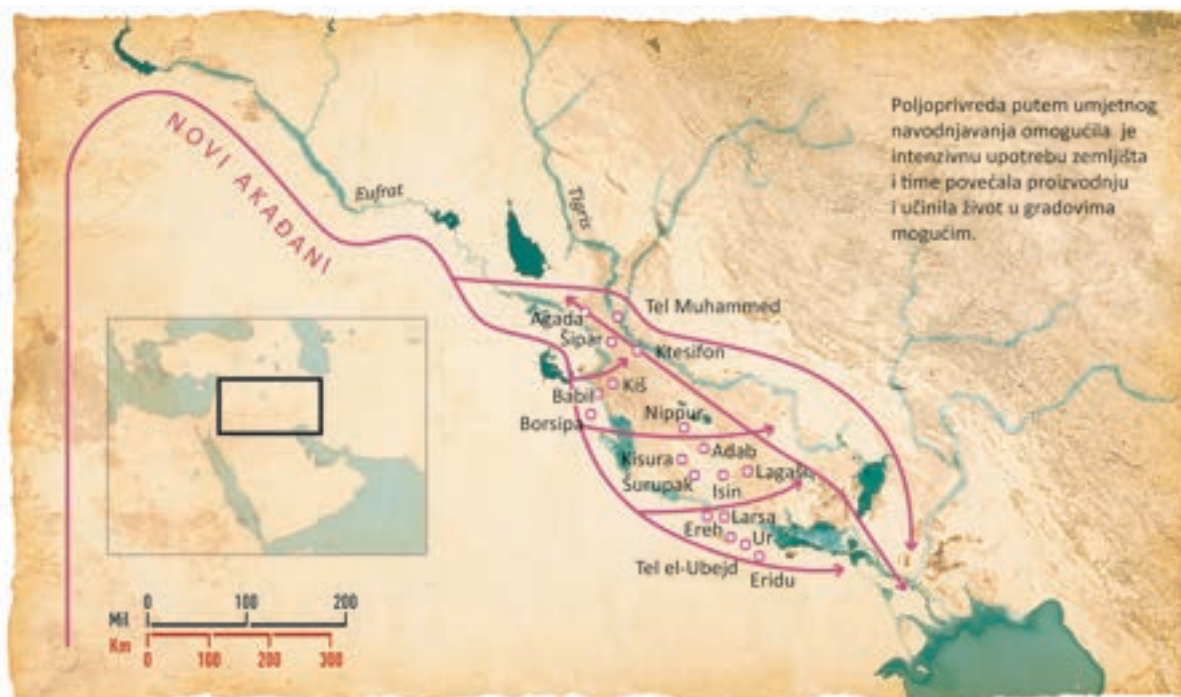 NOVI AKAĐANI
Eufrat
Tigris
Poljoprivreda putem umjetnog
navodnjavanja omogućila je
intenzivnu upotrebu zemljišta
i time povećala proizvodnju
i učinila život u gradovima
mogućim.
Tel Muhammed
Agada
Šipar
Ktesifon
Kiš
Babil
Borsipa
Nippur
Adab
Kisura
Lagaš
Šurupak
Isin
Larsa
Ereh
Ur
Tel el-Ubejd
Eridu
0 100 200
Mil
Km
0 100 200 300